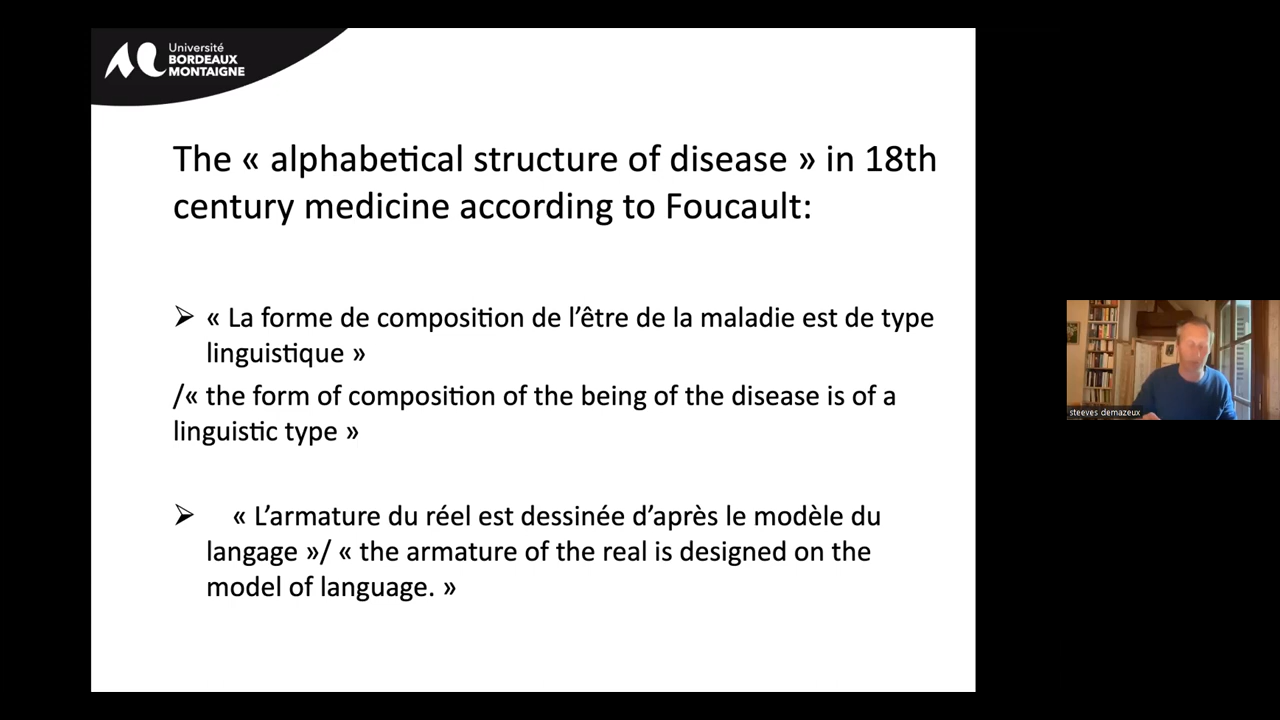 Université
BORDEAUX
MONTAIGNE
The « alphabetical structure of disease » in 18th
century medicine according to Foucault:
➢ « La forme de composition de l’être de la maladie est de type
linguistique »
/« the form of composition of the being of the disease is of a
linguistic type »
➢ « L’armature du réel est dessinée d’après le modèle du
langage »/ « the armature of the real is designed on the
model of language. »
steeves demazeux